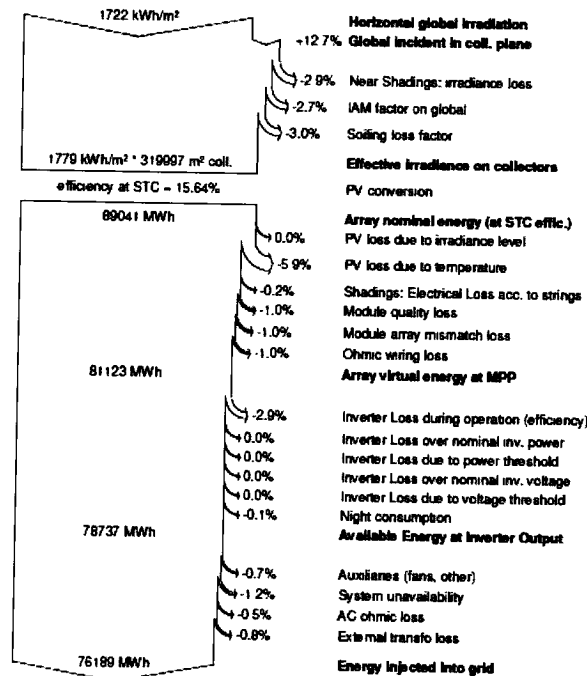 1722 kWh/m²
Horizontal global irradiation
+12.7% Global incident in coll. plane
-2.9% Near Shadings: irradiance loss
-2.7% IAM factor on global
-3.0% Soiling loss factor
1779 kWh/m² * 319997 m² coll.
Effective irradiance on collectors
efficiency at STC = 15.64%
PV conversion
89041 MWh
Array nominal energy (at STC effic.)
0.0% PV loss due to irradiance level
-5.9% PV loss due to temperature
-0.2% Shadings: Electrical Loss acc. to strings
-1.0% Module quality loss
-1.0% Module array mismatch loss
-1.0% Ohmic wiring loss
81123 MWh
Array virtual energy at MPP
-2.9% Inverter Loss during operation (efficiency)
0.0% Inverter Loss over nominal inv. power
0.0% Inverter Loss due to power threshold
0.0% Inverter Loss over nominal inv. voltage
0.0% Inverter Loss due to voltage threshold
-0.1% Night consumption
78737 MWh
Available Energy at Inverter Output
-0.7% Auxiliaries (fans, other)
-1.2% System unavailability
-0.5% AC ohmic loss
-0.8% External transfo loss
76189 MWh
Energy injected into grid